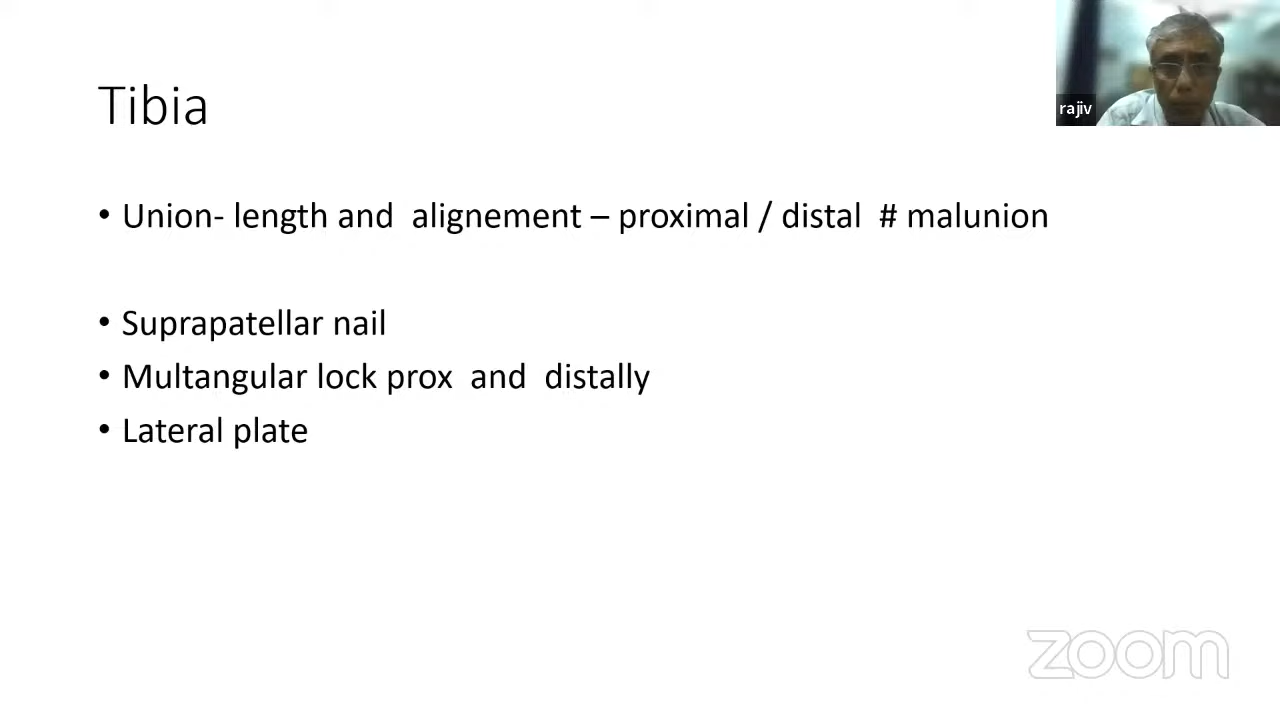 Tibia
rajiv
• Union- length and alignement – proximal / distal # malunion
• Suprapatellar nail
• Multangular lock prox and distally
• Lateral plate
zoom